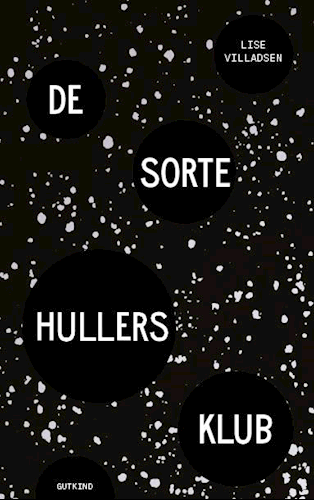 LISE
VILLADSEN
DE
SORTE
HULLERS
KLUB
GUTKIND